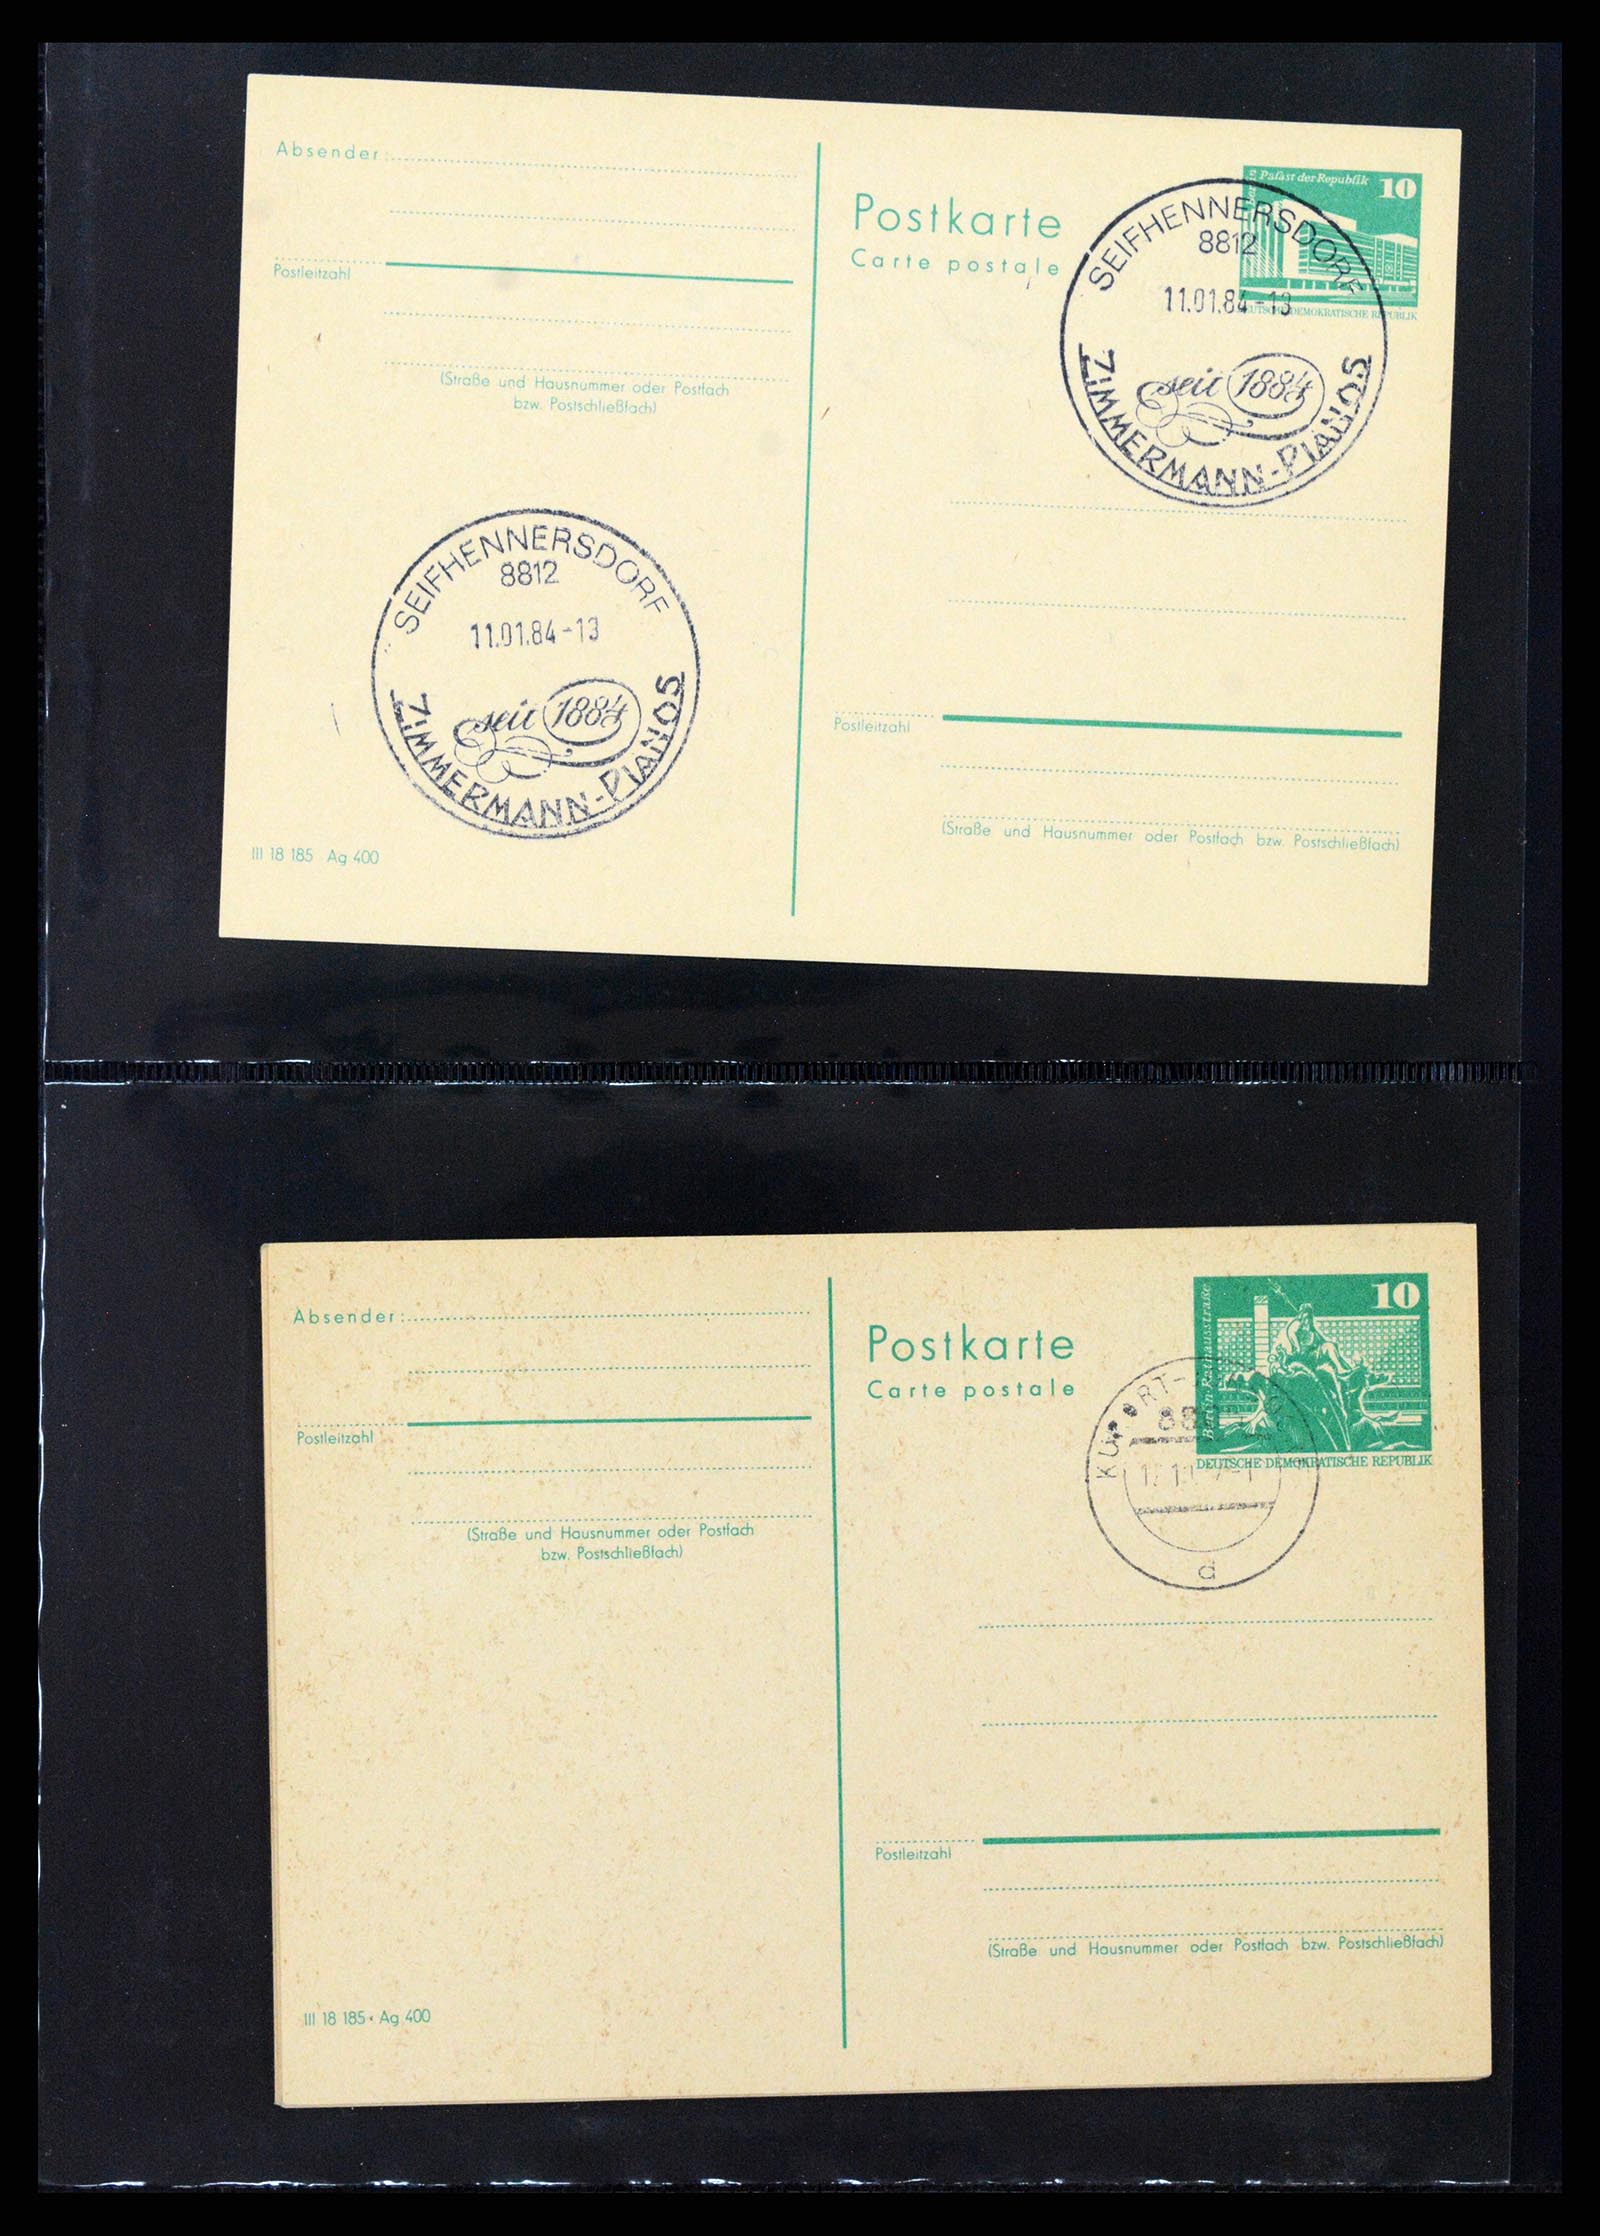 Absender:
Postleitzahl
(Straße und Hausnummer oder Postfach
bzw. Postschließfach)
SEIFHENNERSDORF
8812
11.01.84-13
seit 1884
ZIMMERMANN-PIANOS
III 18 185 Ag 400
Postkarte
Carte postale
Palast der Republik 10
DEUTSCHE DEMOKRATISCHE REPUBLIK
SEIFHENNERSDORF
8812
11.01.84-13
seit 1884
ZIMMERMANN-PIANOS
Postleitzahl
(Straße und Hausnummer oder Postfach bzw. Postschließfach)
Absender:
Postleitzahl
(Straße und Hausnummer oder Postfach
bzw. Postschließfach)
III 18 185 · Ag 400
Postkarte
Carte postale
10
Berlin, Rathausstraße
DEUTSCHE DEMOKRATISCHE REPUBLIK
d
Postleitzahl
(Straße und Hausnummer oder Postfach bzw. Postschließfach)